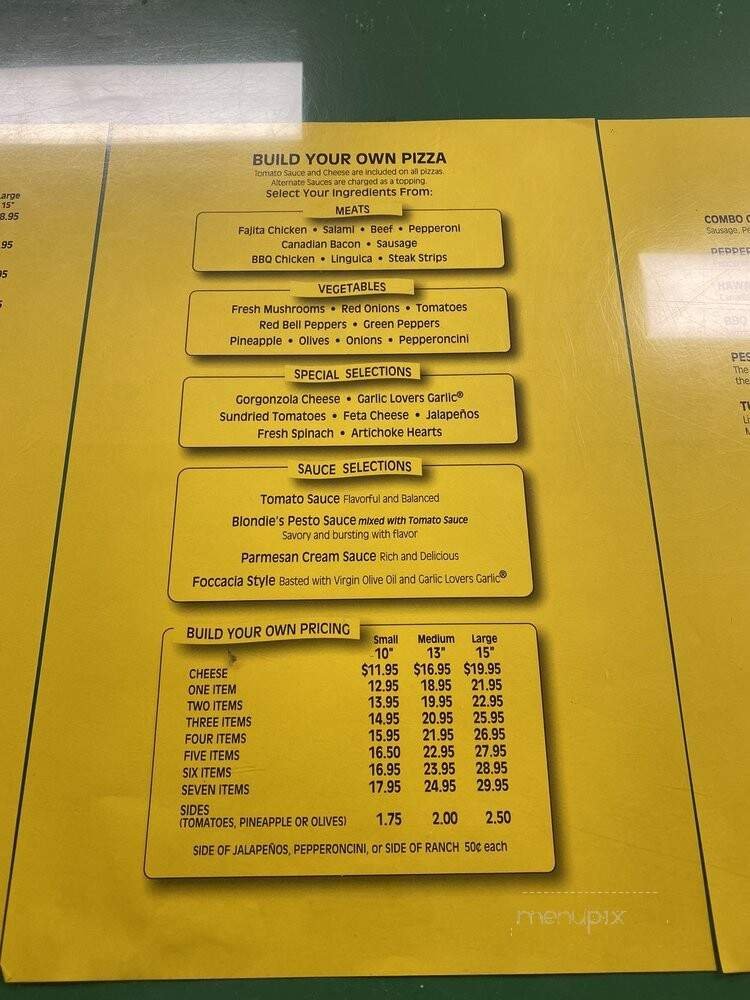 arge
15"
8.95
.95
BUILD YOUR OWN PIZZA
Tomato Sauce and Cheese are included on all pizzas.
Alternate Sauces are charged as a topping.
Select Your Ingredients From:
MEATS
Fajita Chicken • Salami • Beef • Pepperoni
Canadian Bacon • Sausage
BBQ Chicken • Linguica • Steak Strips
VEGETABLES
Fresh Mushrooms • Red Onions • Tomatoes
Red Bell Peppers • Green Peppers
Pineapple • Olives • Onions • Pepperoncini
SPECIAL SELECTIONS
Gorgonzola Cheese • Garlic Lovers Garlic®
Sundried Tomatoes • Feta Cheese • Jalapeños
Fresh Spinach • Artichoke Hearts
SAUCE SELECTIONS
Tomato Sauce Flavorful and Balanced
Blondie's Pesto Sauce mixed with Tomato Sauce
Savory and bursting with flavor
Parmesan Cream Sauce Rich and Delicious
Foccacia Style Basted with Virgin Olive Oil and Garlic Lovers Garlic®
BUILD YOUR OWN PRICING
Small Medium Large
10" 13" 15"
CHEESE $11.95 $16.95 $19.95
ONE ITEM 12.95 18.95 21.95
TWO ITEMS 13.95 19.95 22.95
THREE ITEMS 14.95 20.95 25.95
FOUR ITEMS 15.95 21.95 26.95
FIVE ITEMS 16.50 22.95 27.95
SIX ITEMS 16.95 23.95 28.95
SEVEN ITEMS 17.95 24.95 29.95
SIDES
(TOMATOES, PINEAPPLE OR OLIVES) 1.75 2.00 2.50
SIDE OF JALAPEÑOS, PEPPERONCINI, or SIDE OF RANCH 50¢ each
COMBO
Sausage, Pe
PEPPER
HAWA
BBQ
PES
The
the
menupix